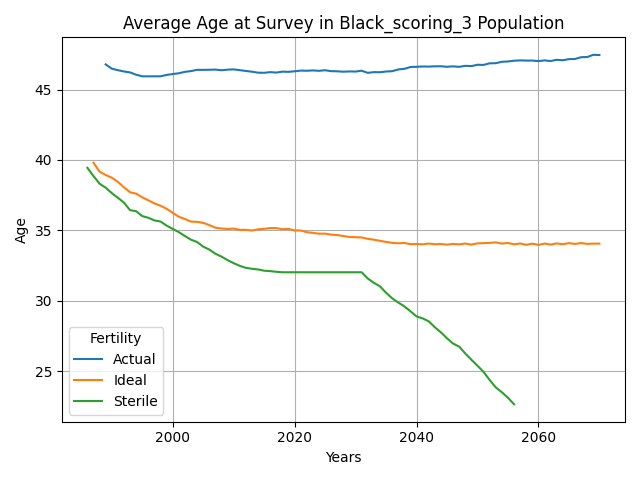 Average Age at Survey in Black_scoring_3 Population
Age
45
40
35
30
25
Fertility
Actual
Ideal
Sterile
2000 2020 2040 2060
Years